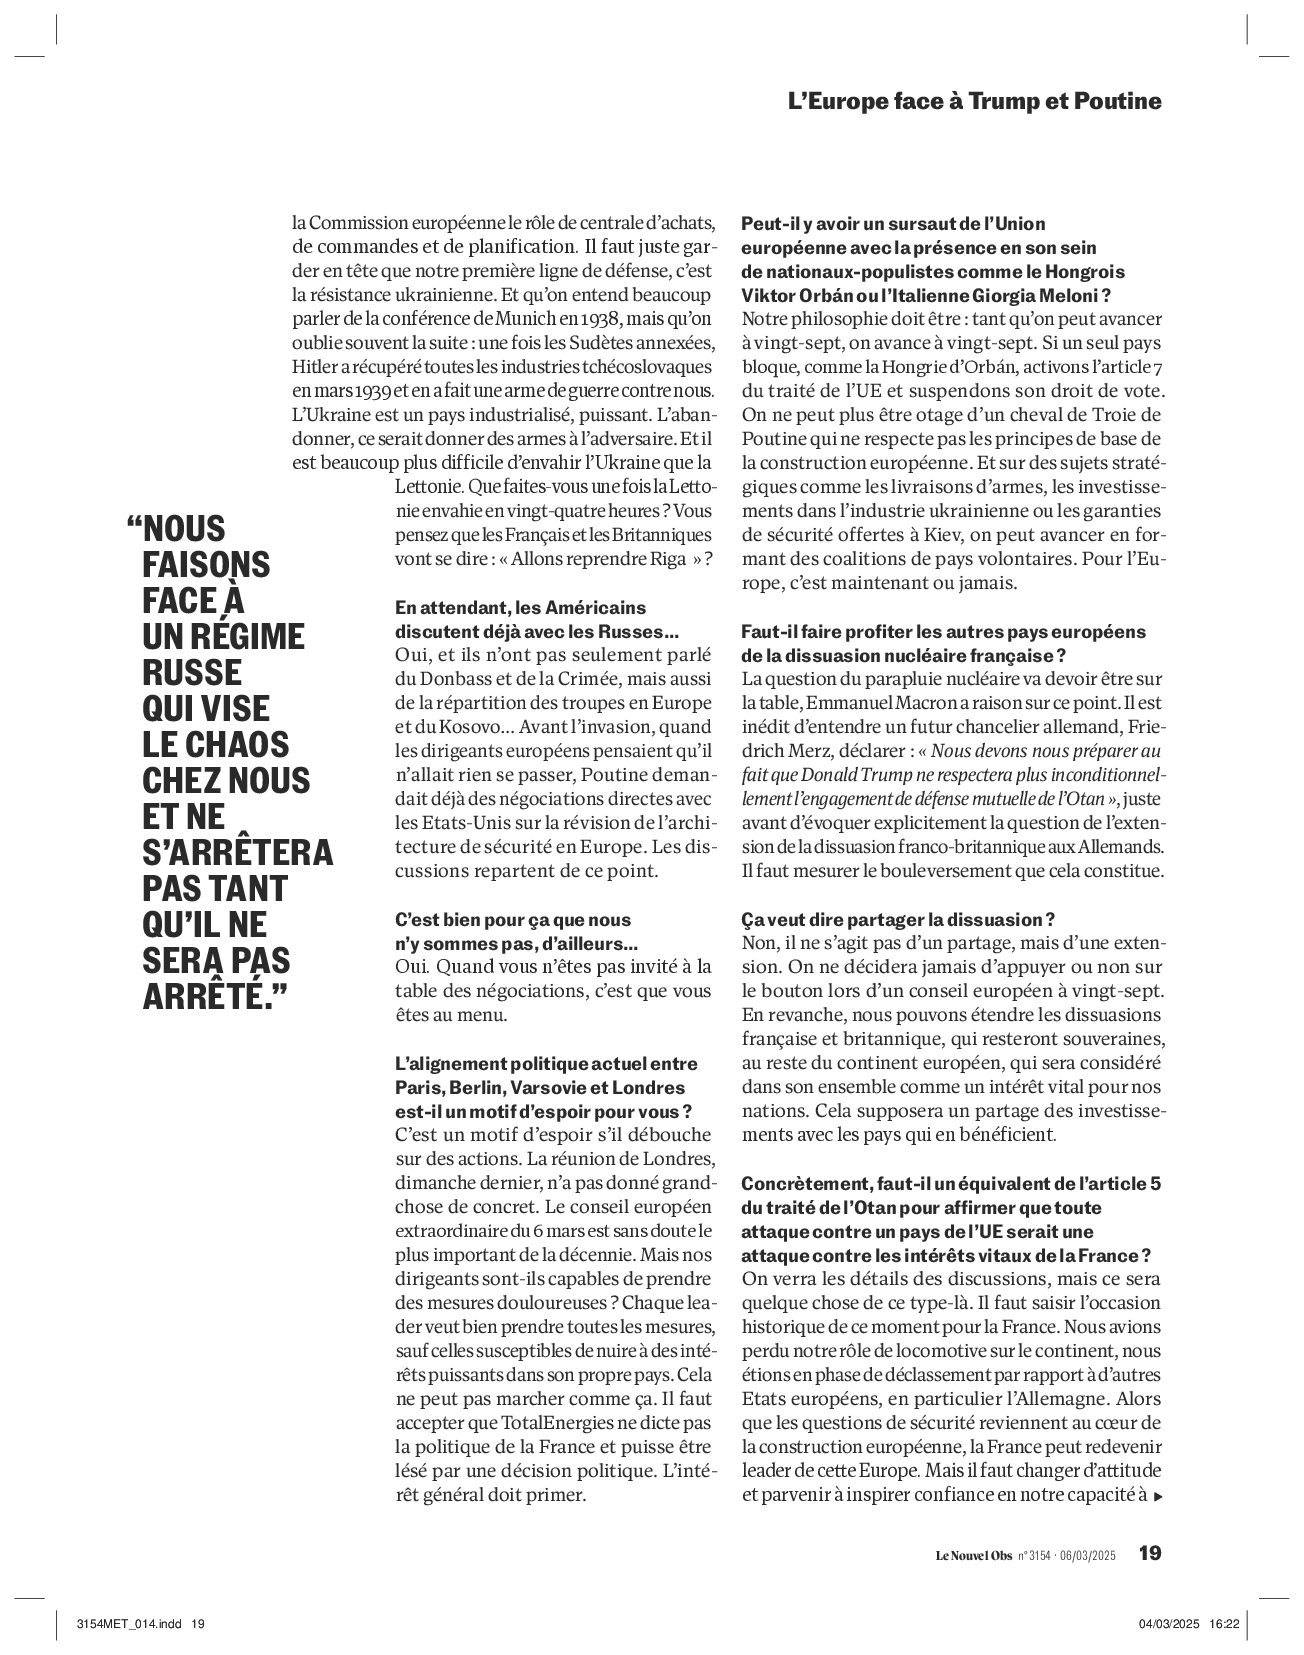 L’Europe face à Trump et Poutine
la Commission européenne le rôle de centrale d’achats,
de commandes et de planification. Il faut juste gar-
der en tête que notre première ligne de défense, c’est
la résistance ukrainienne. Et qu’on entend beaucoup
parler de la conférence de Munich en 1938, mais qu’on
oublie souvent la suite : une fois les Sudètes annexées,
Hitler a récupéré toutes les industries tchécoslovaques
en mars 1939 et en a fait une arme de guerre contre nous.
L’Ukraine est un pays industrialisé, puissant. L’aban-
donner, ce serait donner des armes à l’adversaire. Et il
est beaucoup plus difficile d’envahir l’Ukraine que la
Lettonie. Que faites-vous une fois la Letto-
nie envahie en vingt-quatre heures ? Vous
pensez que les Français et les Britanniques
vont se dire : « Allons reprendre Riga » ?
“NOUS
FAISONS
FACE À
UN RÉGIME
RUSSE
QUI VISE
LE CHAOS
CHEZ NOUS
ET NE
S’ARRÊTERA
PAS TANT
QU’IL NE
SERA PAS
ARRÊTÉ.”
En attendant, les Américains
discutent déjà avec les Russes…
Oui, et ils n’ont pas seulement parlé
du Donbass et de la Crimée, mais aussi
de la répartition des troupes en Europe
et du Kosovo… Avant l’invasion, quand
les dirigeants européens pensaient qu’il
n’allait rien se passer, Poutine deman-
dait déjà des négociations directes avec
les Etats-Unis sur la révision de l’archi-
tecture de sécurité en Europe. Les dis-
cussions repartent de ce point.
C’est bien pour ça que nous
n’y sommes pas, d’ailleurs…
Oui. Quand vous n’êtes pas invité à la
table des négociations, c’est que vous
êtes au menu.
L’alignement politique actuel entre
Paris, Berlin, Varsovie et Londres
est-il un motif d’espoir pour vous ?
C’est un motif d’espoir s’il débouche
sur des actions. La réunion de Londres,
dimanche dernier, n’a pas donné grand-
chose de concret. Le conseil européen
extraordinaire du 6 mars est sans doute le
plus important de la décennie. Mais nos
dirigeants sont-ils capables de prendre
des mesures douloureuses ? Chaque lea-
der veut bien prendre toutes les mesures,
sauf celles susceptibles de nuire à des inté-
rêts puissants dans son propre pays. Cela
ne peut pas marcher comme ça. Il faut
accepter que TotalEnergies ne dicte pas
la politique de la France et puisse être
lésé par une décision politique. L’inté-
rêt général doit primer.
Peut-il y avoir un sursaut de l’Union
européenne avec la présence en son sein
de nationaux-populistes comme le Hongrois
Viktor Orbán ou l’Italienne Giorgia Meloni ?
Notre philosophie doit être : tant qu’on peut avancer
à vingt-sept, on avance à vingt-sept. Si un seul pays
bloque, comme la Hongrie d’Orbán, activons l’article 7
du traité de l’UE et suspendons son droit de vote.
On ne peut plus être otage d’un cheval de Troie de
Poutine qui ne respecte pas les principes de base de
la construction européenne. Et sur des sujets straté-
giques comme les livraisons d’armes, les investisse-
ments dans l’industrie ukrainienne ou les garanties
de sécurité offertes à Kiev, on peut avancer en for-
mant des coalitions de pays volontaires. Pour l’Eu-
rope, c’est maintenant ou jamais.
Faut-il faire profiter les autres pays européens
de la dissuasion nucléaire française ?
La question du parapluie nucléaire va devoir être sur
la table, Emmanuel Macron a raison sur ce point. Il est
inédit d’entendre un futur chancelier allemand, Frie-
drich Merz, déclarer : « Nous devons nous préparer au
fait que Donald Trump ne respectera plus inconditionnel-
lement l’engagement de défense mutuelle de l’Otan », juste
avant d’évoquer explicitement la question de l’exten-
sion de la dissuasion franco-britannique aux Allemands.
Il faut mesurer le bouleversement que cela constitue.
Ça veut dire partager la dissuasion ?
Non, il ne s’agit pas d’un partage, mais d’une exten-
sion. On ne décidera jamais d’appuyer ou non sur
le bouton lors d’un conseil européen à vingt-sept.
En revanche, nous pouvons étendre les dissuasions
française et britannique, qui resteront souveraines,
au reste du continent européen, qui sera considéré
dans son ensemble comme un intérêt vital pour nos
nations. Cela supposera un partage des investisse-
ments avec les pays qui en bénéficient.
Concrètement, faut-il un équivalent de l’article 5
du traité de l’Otan pour affirmer que toute
attaque contre un pays de l’UE serait une
attaque contre les intérêts vitaux de la France ?
On verra les détails des discussions, mais ce sera
quelque chose de ce type-là. Il faut saisir l’occasion
historique de ce moment pour la France. Nous avions
perdu notre rôle de locomotive sur le continent, nous
étions en phase de déclassement par rapport à d’autres
Etats européens, en particulier l’Allemagne. Alors
que les questions de sécurité reviennent au cœur de
la construction européenne, la France peut redevenir
leader de cette Europe. Mais il faut changer d’attitude
et parvenir à inspirer confiance en notre capacité à ▶
Le Nouvel Obs n° 3154 · 06/03/2025 19
3154MET_014.indd 19
04/03/2025 16:22